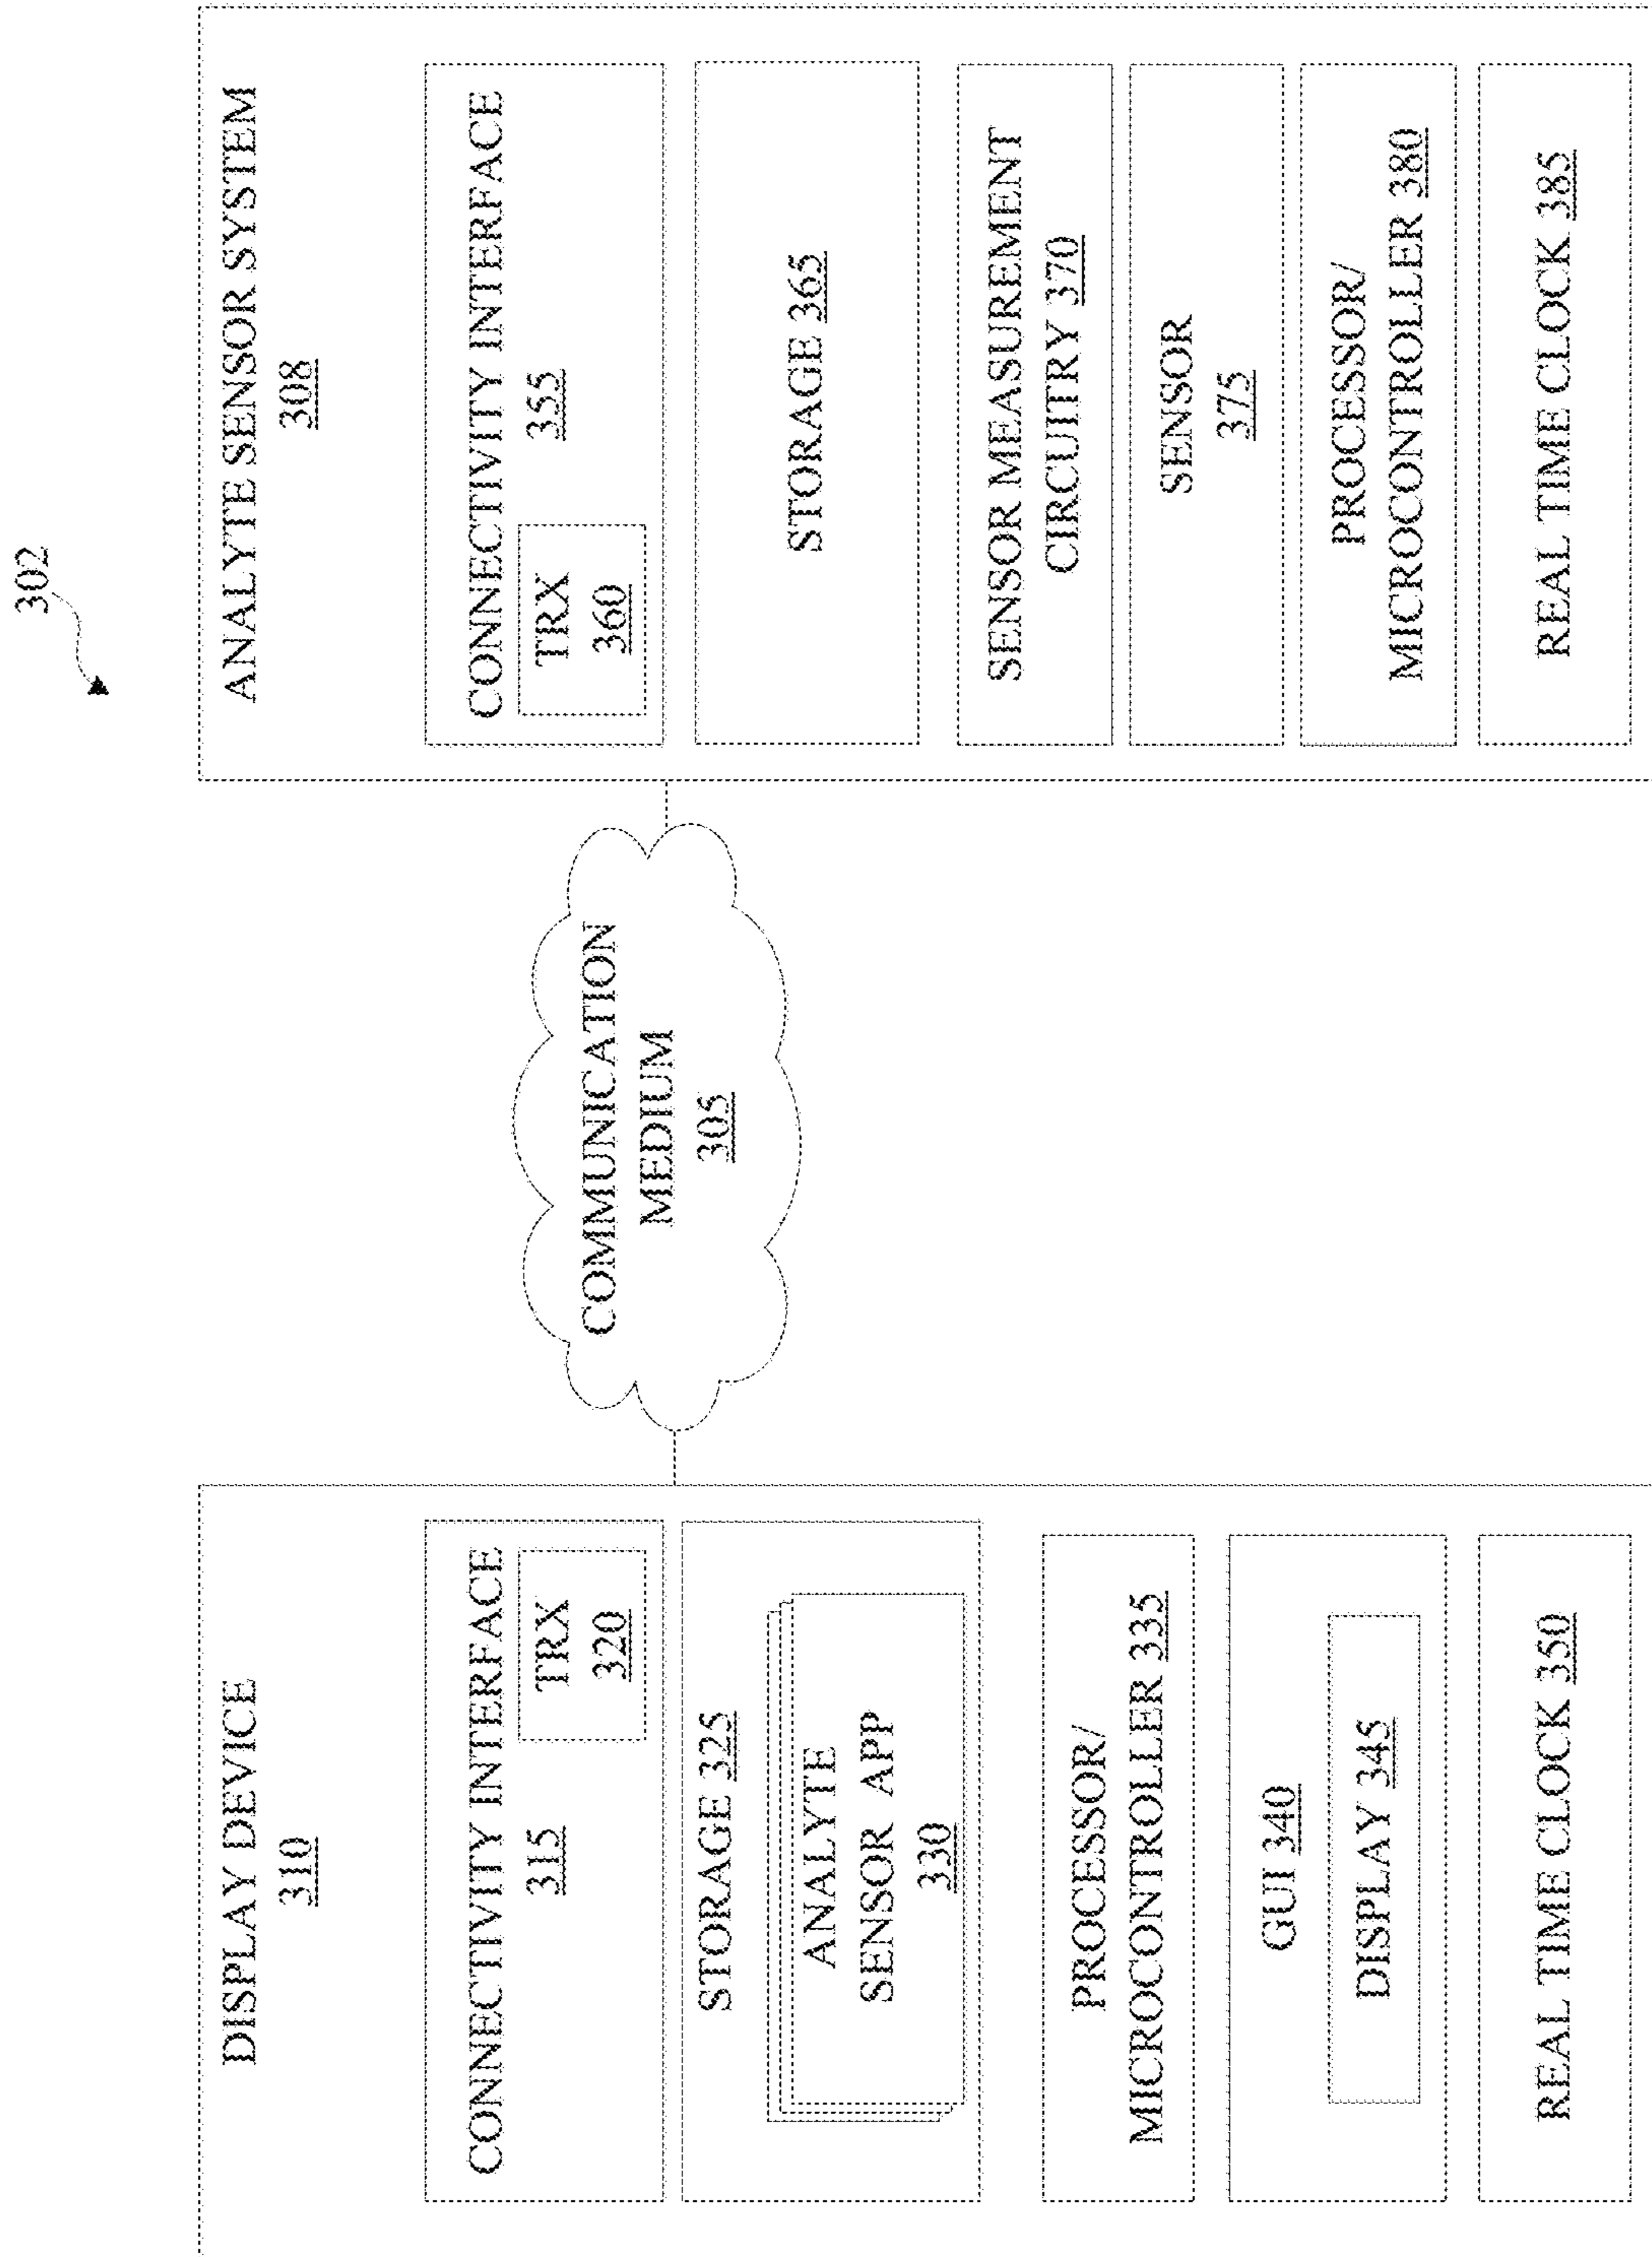 302
DISPLAY DEVICE
310
CONNECTIVITY INTERFACE
315
TRX
320
STORAGE 325
ANALYTE
SENSOR APP
330
PROCESSOR/
MICROCONTROLLER 335
GUI 340
DISPLAY 345
REAL TIME CLOCK 350
COMMUNICATION
MEDIUM
305
ANALYTE SENSOR SYSTEM
308
CONNECTIVITY INTERFACE
355
TRX
360
STORAGE 365
SENSOR MEASUREMENT
CIRCUITRY 370
SENSOR
375
PROCESSOR/
MICROCONTROLLER 380
REAL TIME CLOCK 385